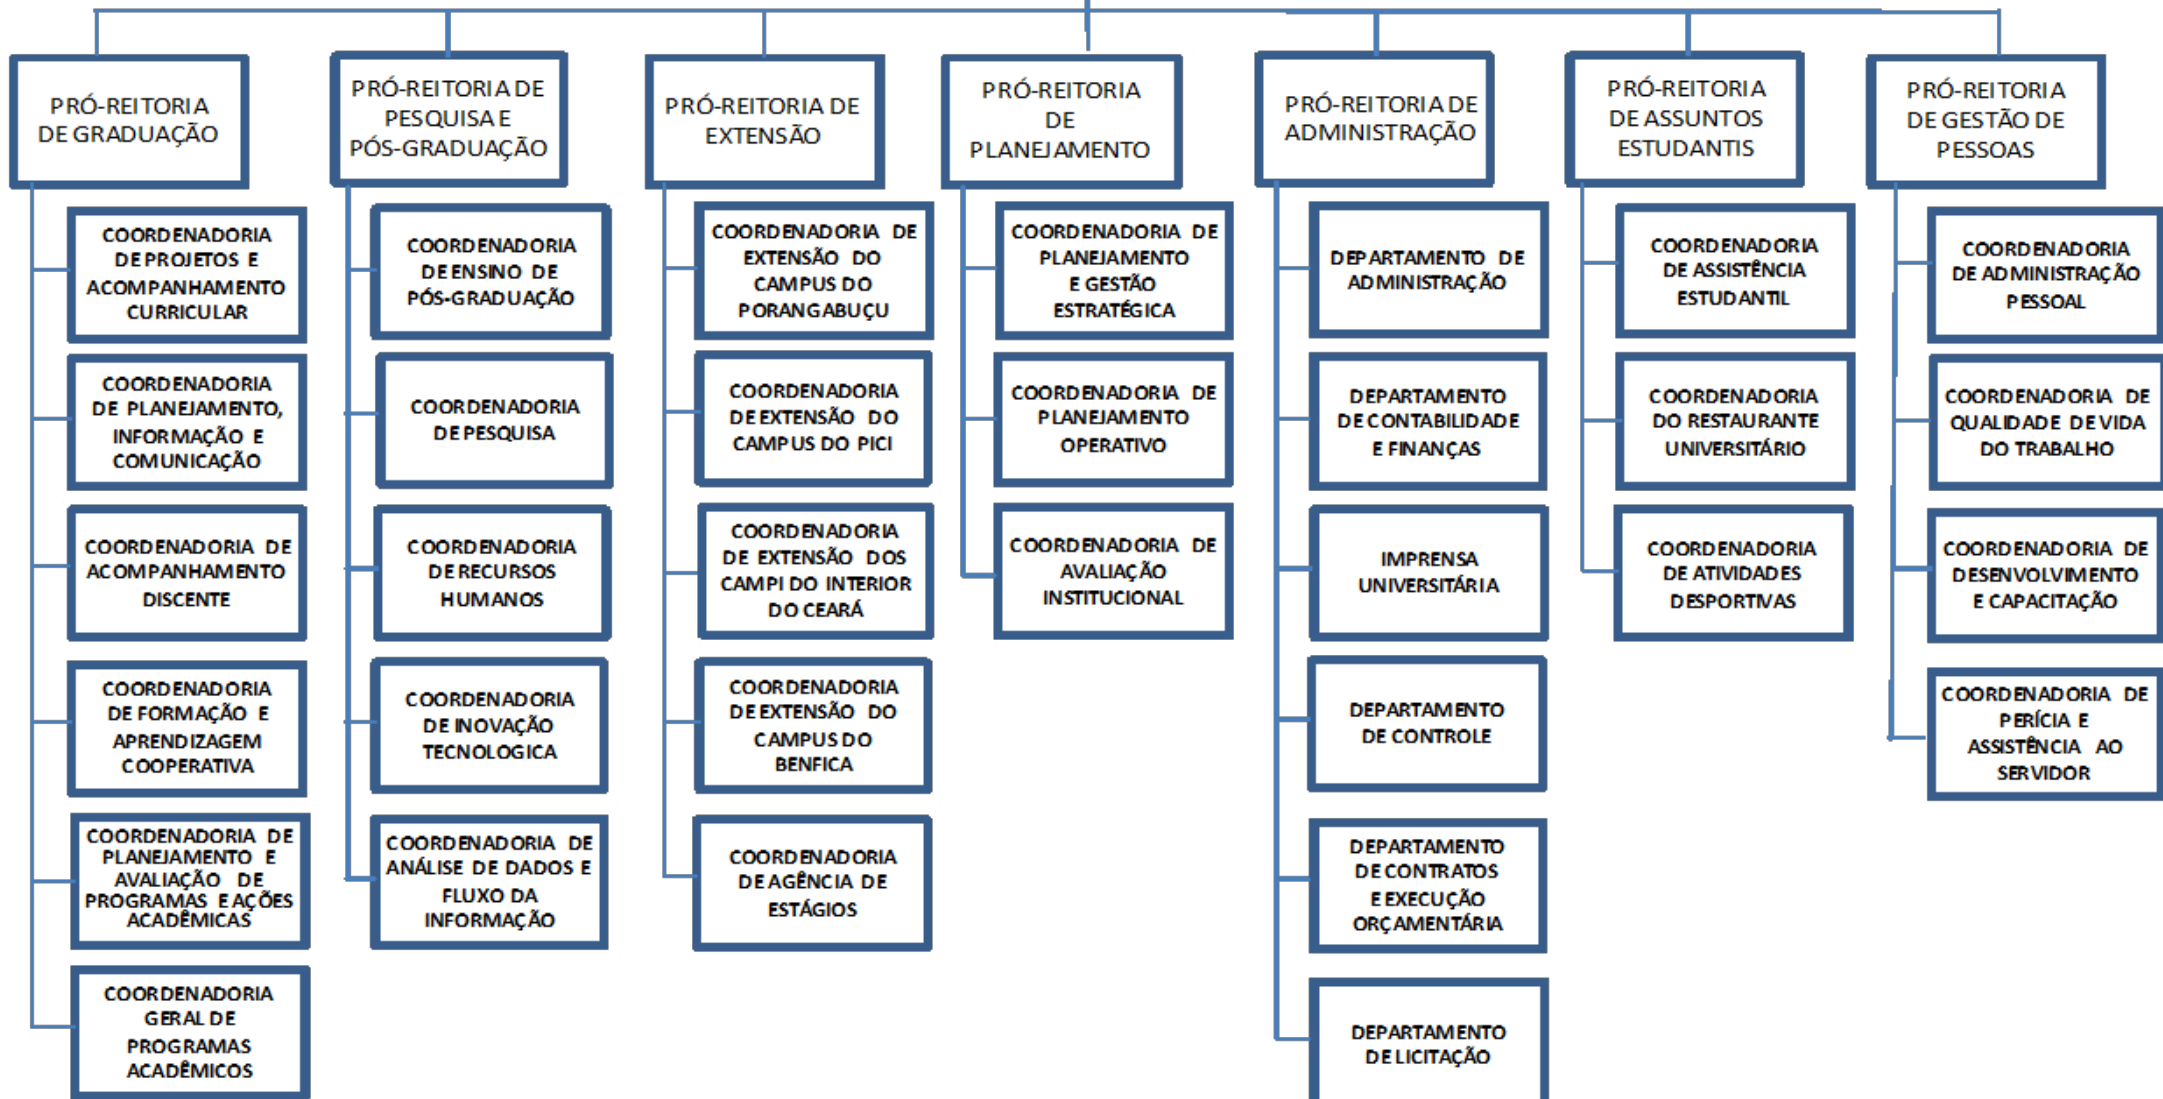 PRÓ-REITORIA
DE GRADUAÇÃO
COORDENADORIA
DE PROJETOS E
ACOMPANHAMENTO
CURRICULAR
COORDENADORIA
DE PLANEJAMENTO,
INFORMAÇÃO E
COMUNICAÇÃO
COORDENADORIA DE
ACOMPANHAMENTO
DISCENTE
COORDENADORIA
DE FORMAÇÃO E
APRENDIZAGEM
COOPERATIVA
COORDENADORIA DE
PLANEJAMENTO E
AVALIAÇÃO DE
PROGRAMAS E AÇÕES
ACADÊMICAS
COORDENADORIA
GERAL DE
PROGRAMAS
ACADÊMICOS
PRÓ-REITORIA DE
PESQUISA E
PÓS-GRADUAÇÃO
COORDENADORIA
DE ENSINO DE
PÓS-GRADUAÇÃO
COORDENADORIA
DE PESQUISA
COORDENADORIA
DE RECURSOS
HUMANOS
COORDENADORIA
DE INOVAÇÃO
TECNOLOGICA
COORDENADORIA DE
ANÁLISE DE DADOS E
FLUXO DA
INFORMAÇÃO
PRÓ-REITORIA DE
EXTENSÃO
COORDENADORIA DE
EXTENSÃO DO
CAMPUS DO
PORANGABUÇU
COORDENADORIA
DE EXTENSÃO DO
CAMPUS DO PICI
COORDENADORIA
DE EXTENSÃO DOS
CAMPI DO INTERIOR
DO CEARÁ
COORDENADORIA
DE EXTENSÃO DO
CAMPUS DO
BENFICA
COORDENADORIA
DE AGÊNCIA DE
ESTÁGIOS
PRÓ-REITORIA
DE
PLANEJAMENTO
COORDENADORIA DE
PLANEJAMENTO
E GESTÃO
ESTRATÉGICA
COORDENADORIA DE
PLANEJAMENTO
OPERATIVO
COORDENADORIA DE
AVALIAÇÃO
INSTITUCIONAL
PRÓ-REITORIA DE
ADMINISTRAÇÃO
DEPARTAMENTO DE
ADMINISTRAÇÃO
DEPARTAMENTO
DE CONTABILIDADE
E FINANÇAS
IMPRENSA
UNIVERSITÁRIA
DEPARTAMENTO
DE CONTROLE
DEPARTAMENTO
DE CONTRATOS
E EXECUÇÃO
ORÇAMENTÁRIA
DEPARTAMENTO
DE LICITAÇÃO
PRÓ-REITORIA
DE ASSUNTOS
ESTUDANTIS
COORDENADORIA
DE ASSISTÊNCIA
ESTUDANTIL
COORDENADORIA
DO RESTAURANTE
UNIVERSITÁRIO
COORDENADORIA
DE ATIVIDADES
DESPORTIVAS
PRÓ-REITORIA
DE GESTÃO DE
PESSOAS
COORDENADORIA
DE ADMINISTRAÇÃO
PESSOAL
COORDENADORIA DE
QUALIDADE DE VIDA
DO TRABALHO
COORDENADORIA DE
DESENVOLVIMENTO
E CAPACITAÇÃO
COORDENADORIA DE
PERÍCIA E
ASSISTÊNCIA AO
SERVIDOR